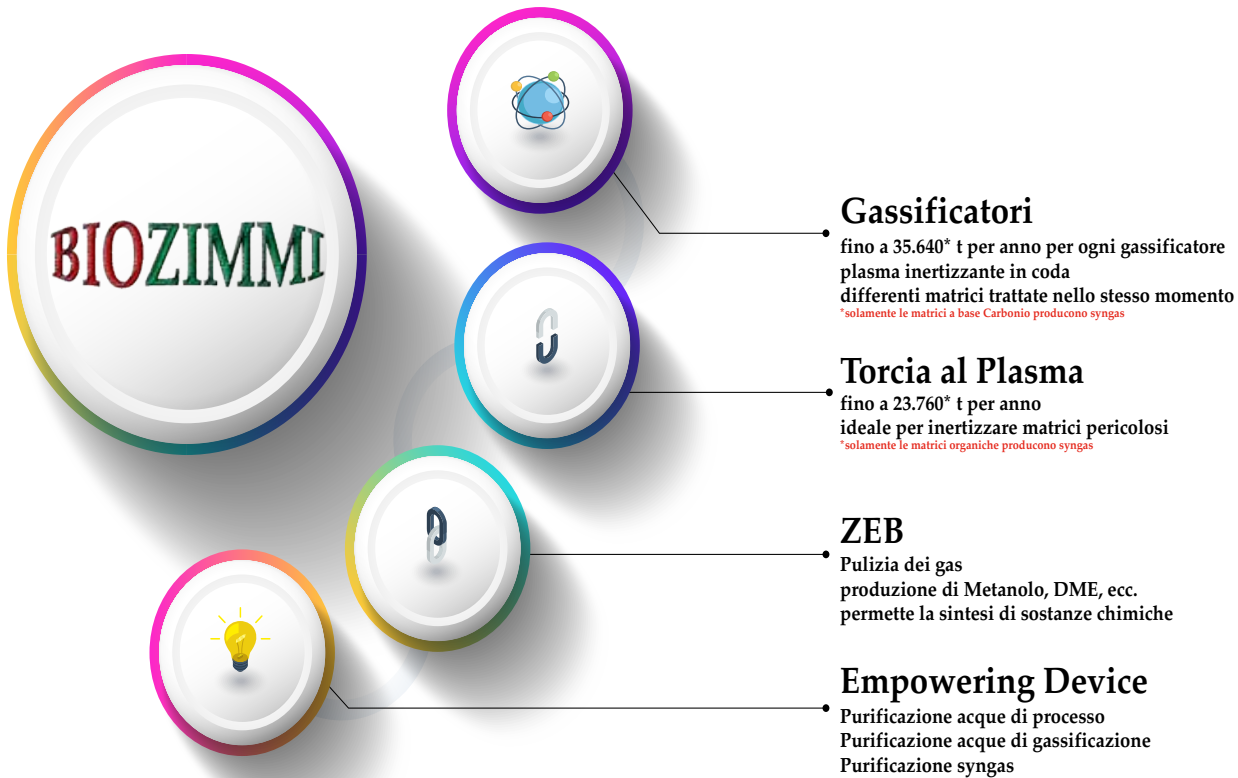 BIOZIMMI
Gassificatori
fino a 35.640* t per anno per ogni gassificatore
plasma inertizzante in coda
differenti matrici trattate nello stesso momento
*solamente le matrici a base Carbonio producono syngas
Torcia al Plasma
fino a 23.760* t per anno
ideale per inertizzare matrici pericolosi
*solamente le matrici organiche producono syngas
ZEB
Pulizia dei gas
produzione di Metanolo, DME, ecc.
permette la sintesi di sostanze chimiche
Empowering Device
Purificazione acque di processo
Purificazione acque di gassificazione
Purificazione syngas